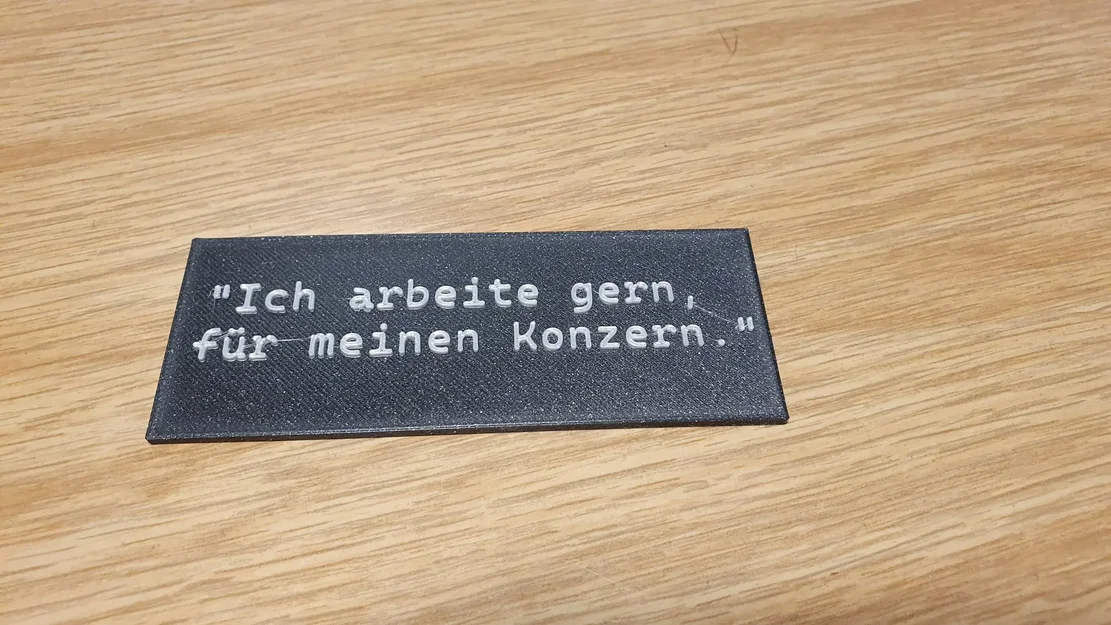 "Ich arbeite gern,
für meinen Konzern."